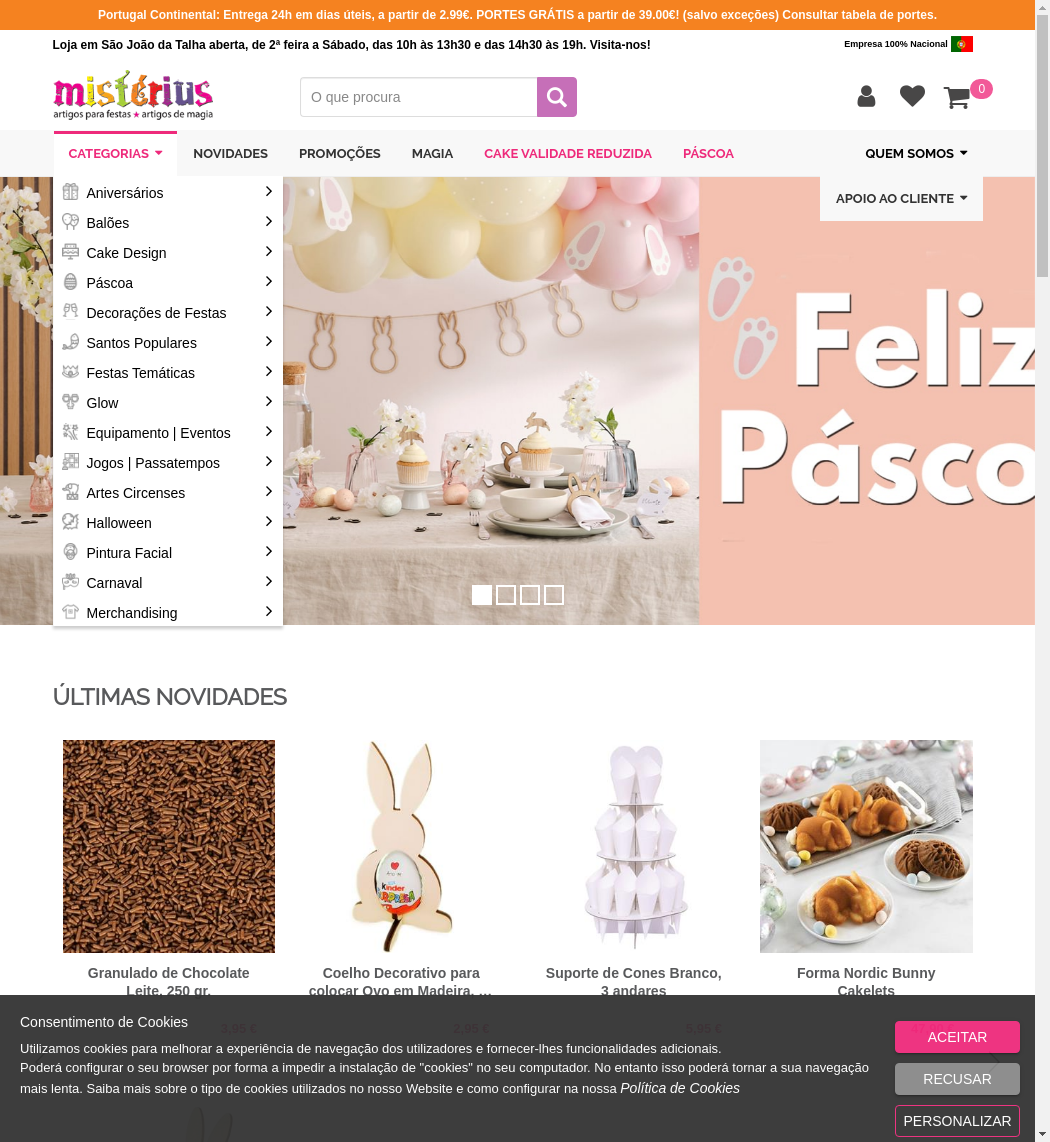 Portugal Continental: Entrega 24h em dias úteis, a partir de 2.99€. PORTES GRÁTIS a partir de 39.00€! (salvo exceções) Consultar tabela de portes.
Loja em São João da Talha aberta, de 2ª feira a Sábado, das 10h às 13h30 e das 14h30 às 19h. Visita-nos!
Empresa 100% Nacional
mistérius
artigos para festas ★ artigos de magia
O que procura
0
CATEGORIAS
NOVIDADES
PROMOÇÕES
MAGIA
CAKE VALIDADE REDUZIDA
PÁSCOA
QUEM SOMOS
APOIO AO CLIENTE
Aniversários
Balões
Cake Design
Páscoa
Decorações de Festas
Santos Populares
Festas Temáticas
Glow
Equipamento | Eventos
Jogos | Passatempos
Artes Circenses
Halloween
Pintura Facial
Carnaval
Merchandising
Feliz
Pásco
ÚLTIMAS NOVIDADES
Kinder
Granulado de Chocolate
Leite, 250 gr.
Coelho Decorativo para
colocar Ovo em Madeira, …
Suporte de Cones Branco,
3 andares
Forma Nordic Bunny
Cakelets
3,95 €
2,95 €
5,95 €
Consentimento de Cookies
Utilizamos cookies para melhorar a experiência de navegação dos utilizadores e fornecer-lhes funcionalidades adicionais.
Poderá configurar o seu browser por forma a impedir a instalação de "cookies" no seu computador. No entanto isso poderá tornar a sua navegação
mais lenta. Saiba mais sobre o tipo de cookies utilizados no nosso Website e como configurar na nossa Política de Cookies
ACEITAR
RECUSAR
PERSONALIZAR